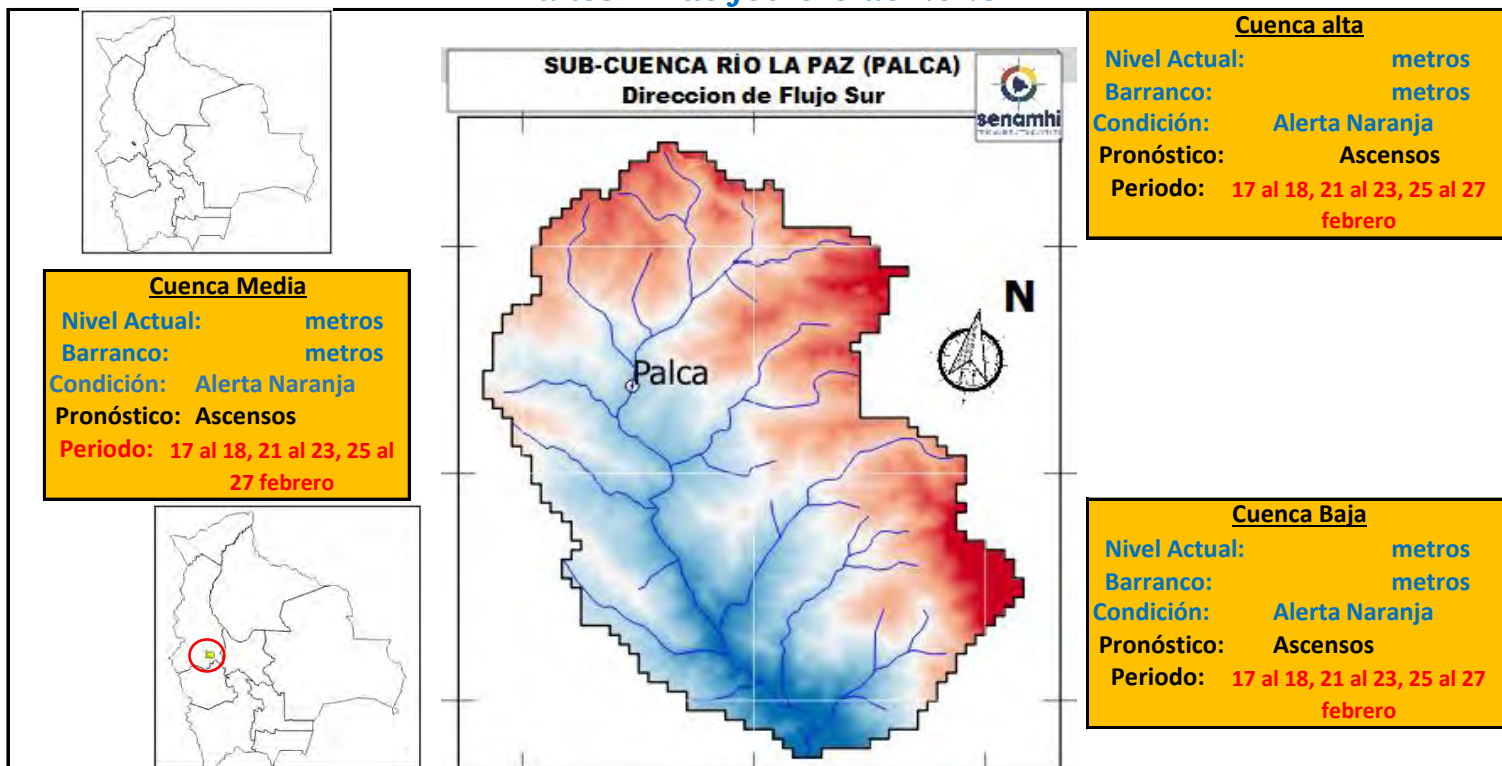 Cuenca alta
Nivel Actual: metros
Barranco: metros
Condición: Alerta Naranja
Pronóstico: Ascensos
Periodo: 17 al 18, 21 al 23, 25 al 27
febrero
SUB-CUENCA RÍO LA PAZ (PALCA)
Direccion de Flujo Sur
senamhi
N
Palca
Cuenca Media
Nivel Actual: metros
Barranco: metros
Condición: Alerta Naranja
Pronóstico: Ascensos
Periodo: 17 al 18, 21 al 23, 25 al
27 febrero
Cuenca Baja
Nivel Actual: metros
Barranco: metros
Condición: Alerta Naranja
Pronóstico: Ascensos
Periodo: 17 al 18, 21 al 23, 25 al 27
febrero